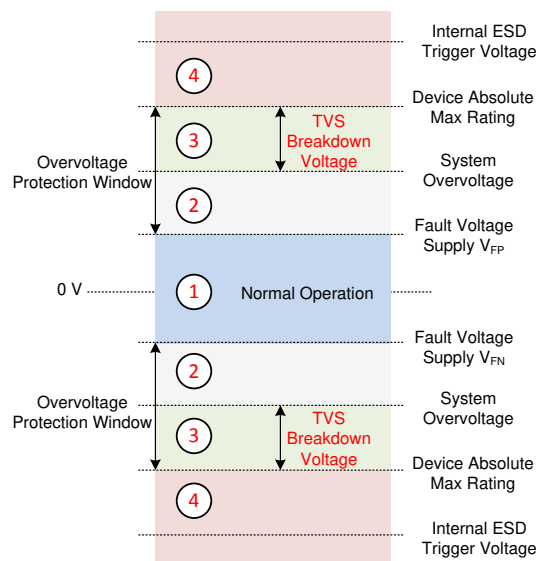 Internal ESD
Trigger Voltage
4
Device Absolute
Max Rating
TVS
Breakdown
Voltage
3
Overvoltage
Protection Window
System
Overvoltage
2
Fault Voltage
Supply VFP
0 V
1
Normal Operation
Fault Voltage
Supply VFN
2
Overvoltage
Protection Window
System
Overvoltage
TVS
Breakdown
Voltage
3
Device Absolute
Max Rating
4
Internal ESD
Trigger Voltage